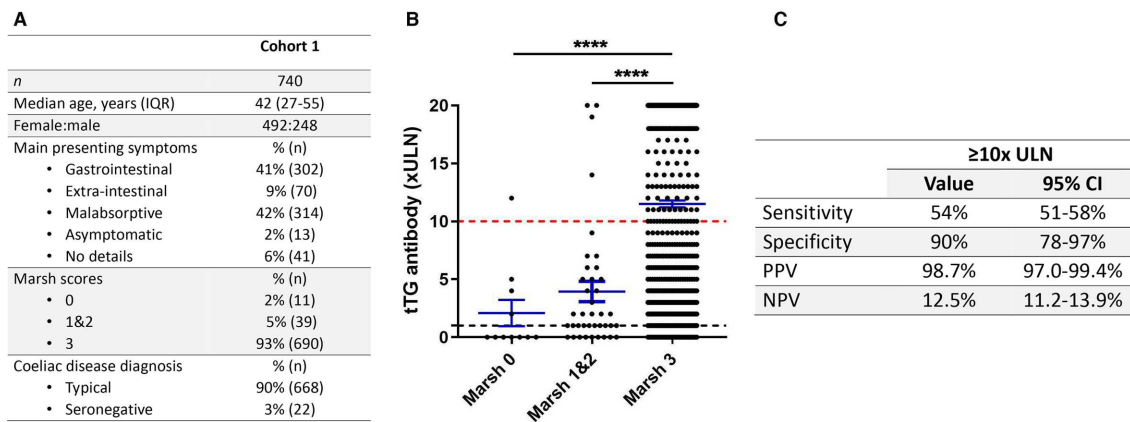 A
Cohort 1
n 740
Median age, years (IQR) 42 (27-55)
Female:male 492:248
Main presenting symptoms % (n)
• Gastrointestinal 41% (302)
• Extra-intestinal 9% (70)
• Malabsorptive 42% (314)
• Asymptomatic 2% (13)
• No details 6% (41)
Marsh scores % (n)
• 0 2% (11)
• 1&2 5% (39)
• 3 93% (690)
Coeliac disease diagnosis % (n)
• Typical 90% (668)
• Seronegative 3% (22)
B
****
****
tTG antibody (xULN)
20
15
10
5
0
Marsh 0
Marsh 1&2
Marsh 3
C
≥10x ULN
Value 95% CI
Sensitivity 54% 51-58%
Specificity 90% 78-97%
PPV 98.7% 97.0-99.4%
NPV 12.5% 11.2-13.9%